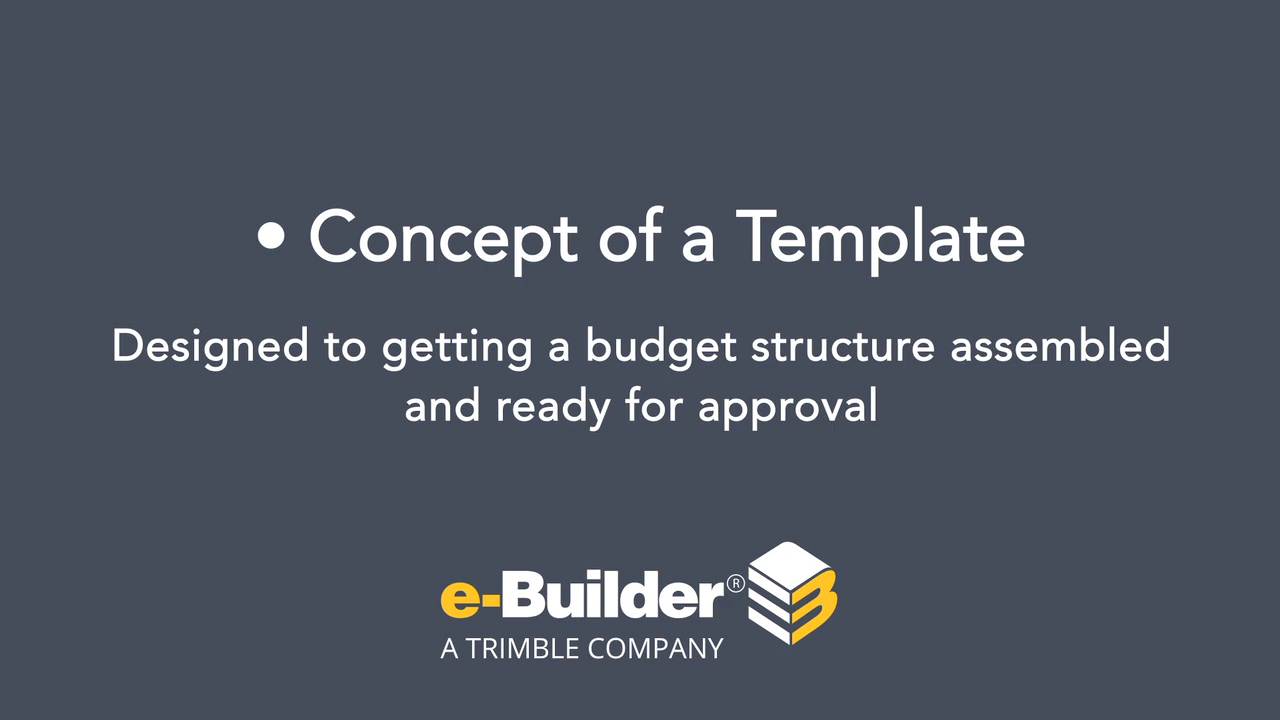 • Concept of a Template
Designed to getting a budget structure assembled
and ready for approval
e-Builder®
A TRIMBLE COMPANY